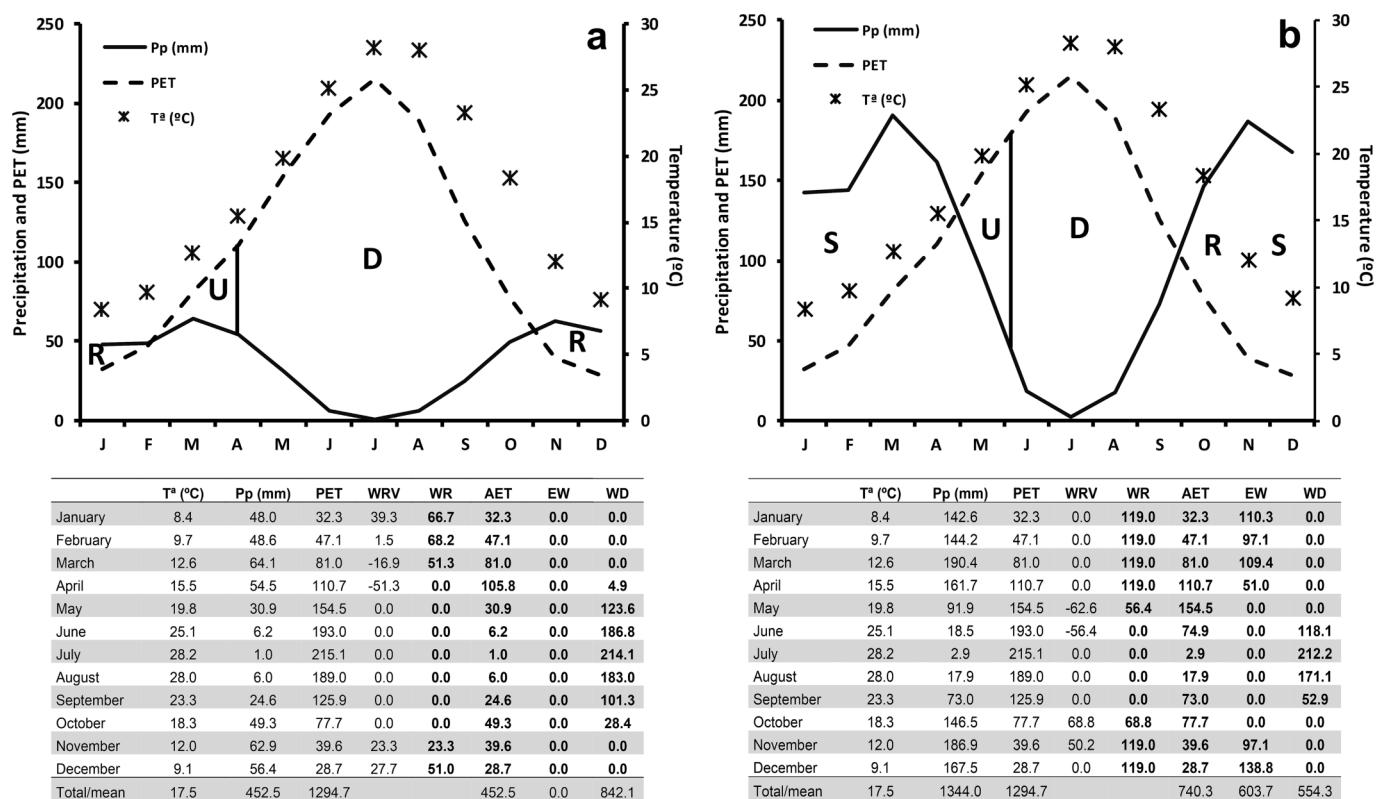 a
Pp (mm)
PET
Tª (ºC)
250
200
150
100
50
0
Precipitation and PET (mm)
30
25
20
15
10
5
0
Temperature (ºC)
R
U
D
R
J F M A M J J A S O N D
b
Pp (mm)
PET
Tª (ºC)
250
200
150
100
50
0
Precipitation and PET (mm)
30
25
20
15
10
5
0
Temperature (ºC)
S
U
D
R
S
J F M A M J J A S O N D
Tª (ºC) Pp (mm) PET WRV WR AET EW WD
January 8.4 48.0 32.3 39.3 66.7 32.3 0.0 0.0
February 9.7 48.6 47.1 1.5 68.2 47.1 0.0 0.0
March 12.6 64.1 81.0 -16.9 51.3 81.0 0.0 0.0
April 15.5 54.5 110.7 -51.3 0.0 105.8 0.0 4.9
May 19.8 30.9 154.5 0.0 0.0 30.9 0.0 123.6
June 25.1 6.2 193.0 0.0 0.0 6.2 0.0 186.8
July 28.2 1.0 215.1 0.0 0.0 1.0 0.0 214.1
August 28.0 6.0 189.0 0.0 0.0 6.0 0.0 183.0
September 23.3 24.6 125.9 0.0 0.0 24.6 0.0 101.3
October 18.3 49.3 77.7 0.0 0.0 49.3 0.0 28.4
November 12.0 62.9 39.6 23.3 23.3 39.6 0.0 0.0
December 9.1 56.4 28.7 27.7 51.0 28.7 0.0 0.0
Total/mean 17.5 452.5 1294.7 452.5 0.0 842.1
Tª (ºC) Pp (mm) PET WRV WR AET EW WD
January 8.4 142.6 32.3 0.0 119.0 32.3 110.3 0.0
February 9.7 144.2 47.1 0.0 119.0 47.1 97.1 0.0
March 12.6 190.4 81.0 0.0 119.0 81.0 109.4 0.0
April 15.5 161.7 110.7 0.0 119.0 110.7 51.0 0.0
May 19.8 91.9 154.5 -62.6 56.4 154.5 0.0 0.0
June 25.1 18.5 193.0 -56.4 0.0 74.9 0.0 118.1
July 28.2 2.9 215.1 0.0 0.0 2.9 0.0 212.2
August 28.0 17.9 189.0 0.0 0.0 17.9 0.0 171.1
September 23.3 73.0 125.9 0.0 0.0 73.0 0.0 52.9
October 18.3 146.5 77.7 68.8 68.8 77.7 0.0 0.0
November 12.0 186.9 39.6 50.2 119.0 39.6 97.1 0.0
December 9.1 167.5 28.7 0.0 119.0 28.7 138.8 0.0
Total/mean 17.5 1344.0 1294.7 740.3 603.7 554.3